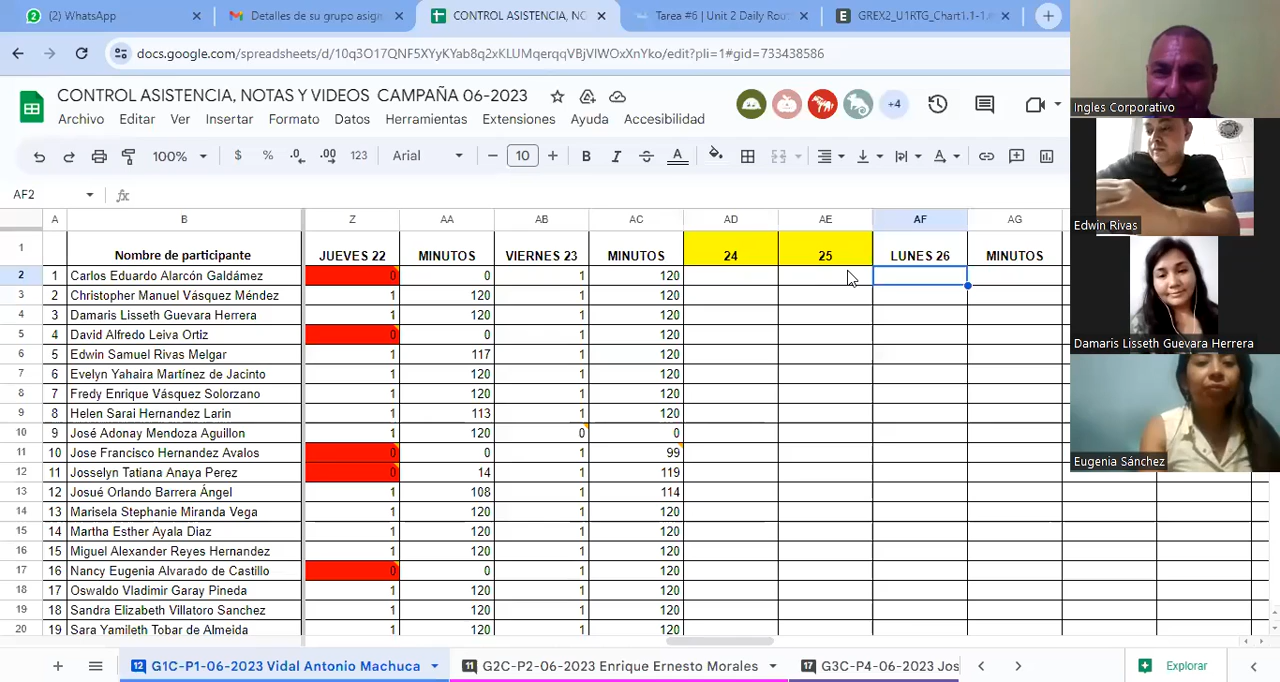 2 (2) WhatsApp
Detalles de su grupo asign
CONTROL ASISTENCIA, NO
Tarea #6 | Unit 2 Daily Rout
E GREX2_U1RTG_Chart1.1-1.m
docs.google.com/spreadsheets/d/10q3O17QNF5XYyKYab8q2xKLUMgerqqVBjVlWOxXnYko/edit?pli=1#gid=733438586
CONTROL ASISTENCIA, NOTAS Y VIDEOS. CAMPAÑA 06-2023
Archivo Editar Ver Insertar Formato Datos Herramientas Extensiones Ayuda Accesibilidad
+4
100% $ % .0 .00 123 Arial 10 B I A
AF2 fx
A B Z AA AB AC AD AE AF AG
1 Nombre de participante JUEVES 22 MINUTOS VIERNES 23 MINUTOS 24 25 LUNES 26 MINUTOS
2 1 Carlos Eduardo Alarcón Galdámez 0 1 120
3 2 Christopher Manuel Vásquez Méndez 1 120 1 120
4 3 Damaris Lisseth Guevara Herrera 1 120 1 120
5 4 David Alfredo Leiva Ortiz 0 1 120
6 5 Edwin Samuel Rivas Melgar 1 117 1 120
7 6 Evelyn Yahaira Martínez de Jacinto 1 120 1 120
8 7 Fredy Enrique Vásquez Solorzano 1 120 1 120
9 8 Helen Sarai Hernandez Larin 1 113 1 120
10 9 José Adonay Mendoza Aguillon 1 120 0 0
11 10 Jose Francisco Hernandez Avalos 0 0 1 99
12 11 Josselyn Tatiana Anaya Perez 0 14 1 119
13 12 Josué Orlando Barrera Ángel 1 108 1 114
14 13 Marisela Stephanie Miranda Vega 1 120 1 120
15 14 Martha Esther Ayala Diaz 1 120 1 120
16 15 Miguel Alexander Reyes Hernandez 1 120 1 120
17 16 Nancy Eugenia Alvarado de Castillo 0 0 1 120
18 17 Oswaldo Vladimir Garay Pineda 1 120 1 120
19 18 Sandra Elizabeth Villatoro Sanchez 1 120 1 120
20 19 Sara Yamileth Tobar de Almeida 1 120 1 120
12 G1C-P1-06-2023 Vidal Antonio Machuca 11 G2C-P2-06-2023 Enrique Ernesto Morales 17 G3C-P4-06-2023 Jos Explorar
Ingles Corporativo
Edwin Rivas
Damaris Lisseth Guevara Herrera
Eugenia Sánchez